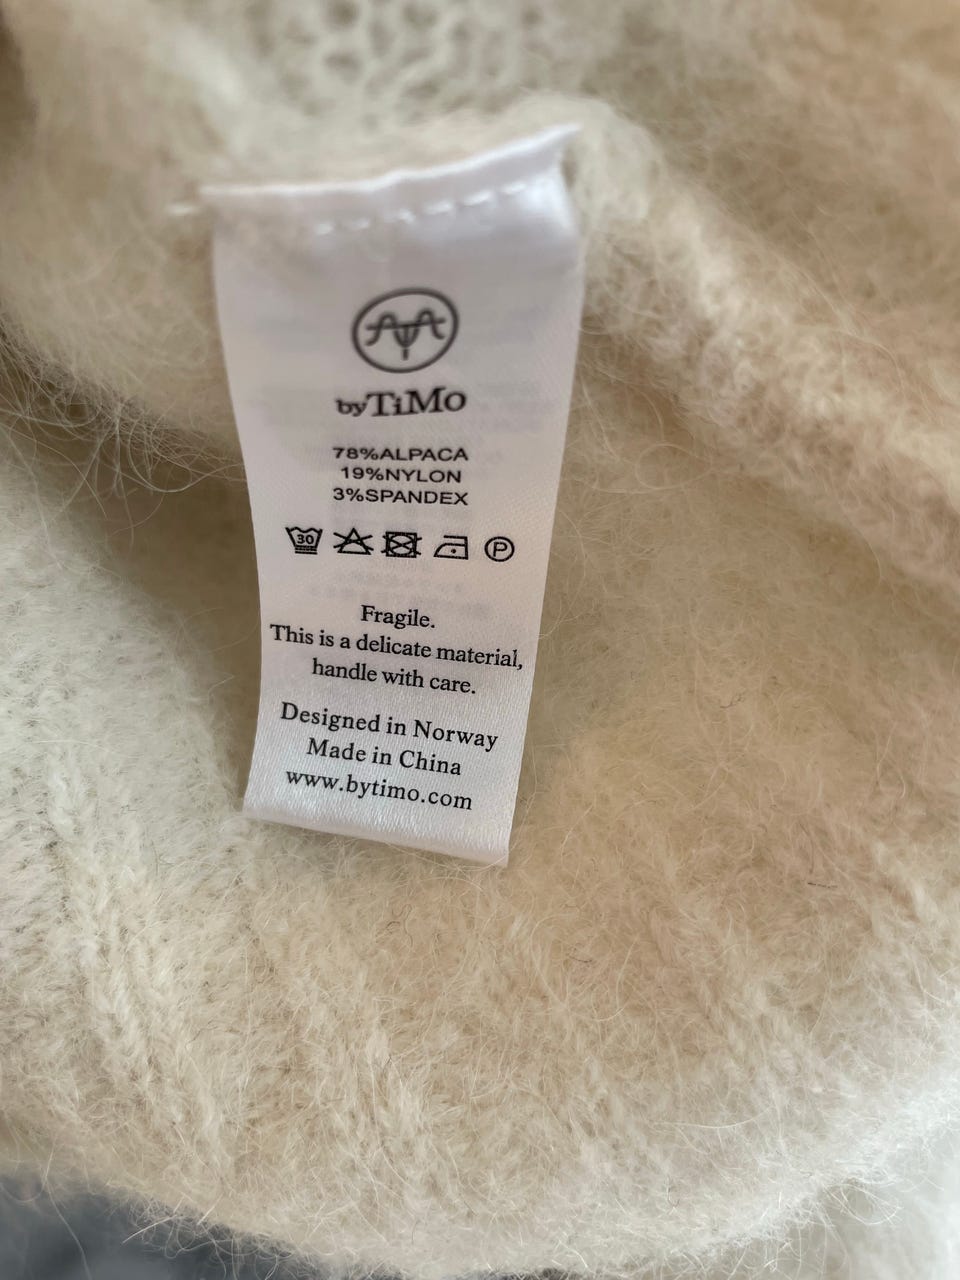 byTiMo
78%ALPACA
19%NYLON
3%SPANDEX
30 P
Fragile.
This is a delicate material,
handle with care.
Designed in Norway
Made in China
www.bytimo.com